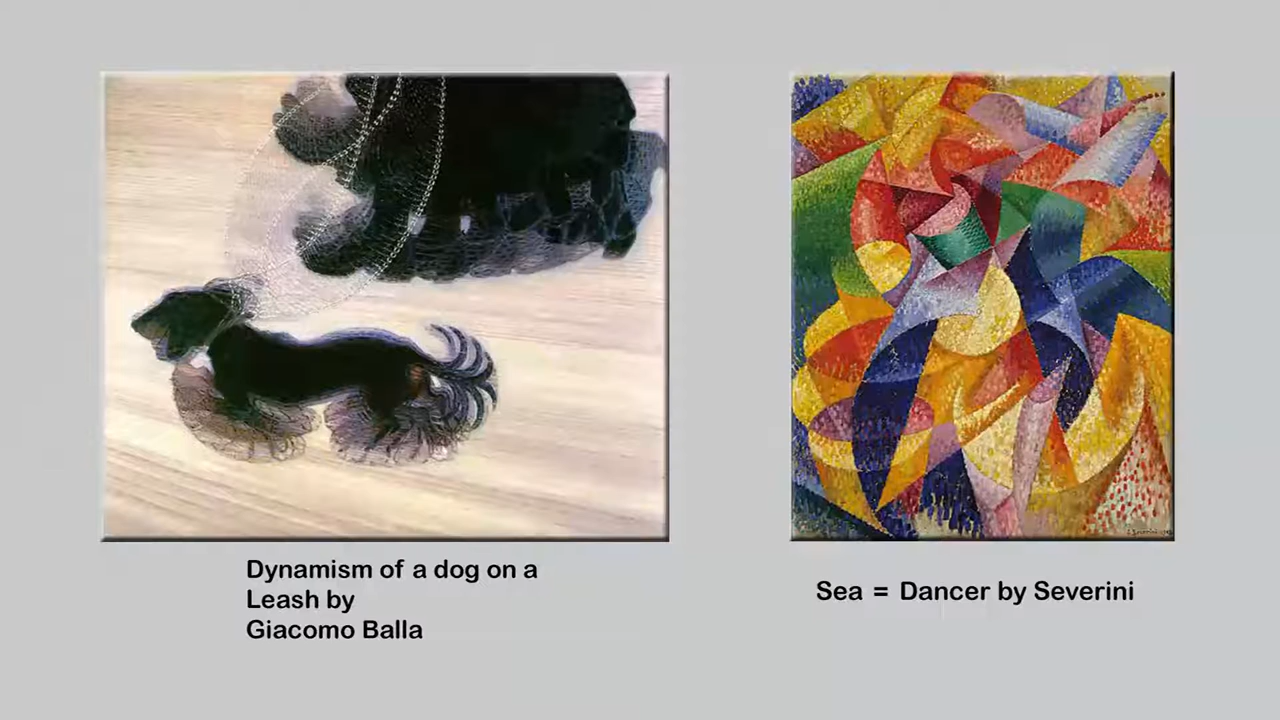 Dynamism of a dog on a
Leash by
Giacomo Balla
Sea = Dancer by Severini